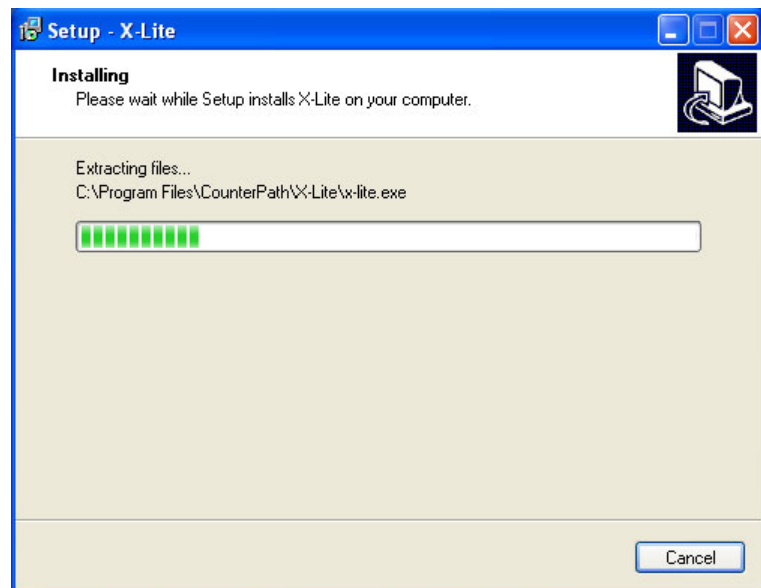 Setup - X-Lite
Installing
Please wait while Setup installs X-Lite on your computer.
Extracting files...
C:\Program Files\CounterPath\X-Lite\x-lite.exe
Cancel